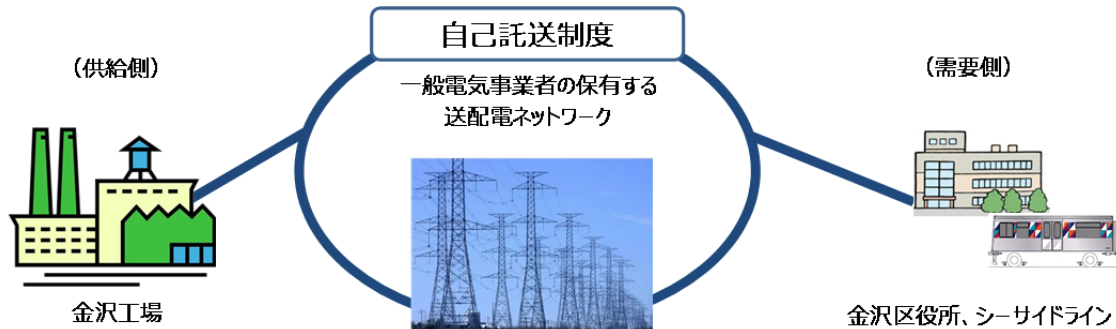 自己託送制度
(供給側)
一般電気事業者の保有する
送配電ネットワーク
(需要側)
金沢工場
金沢区役所、シーサイドライン